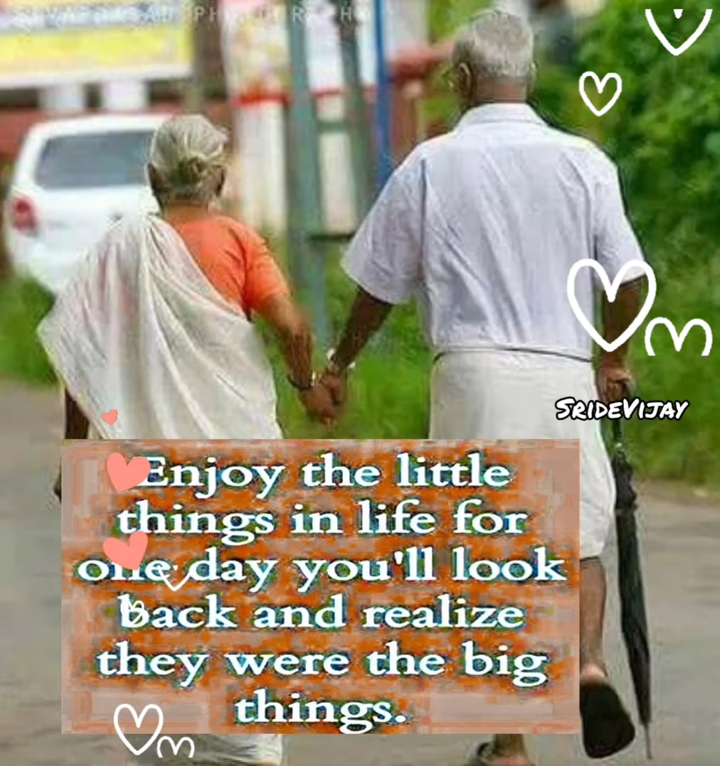 SRIDEVIJAY
Enjoy the little
things in life for
one day you'll look
back and realize
they were the big
things.